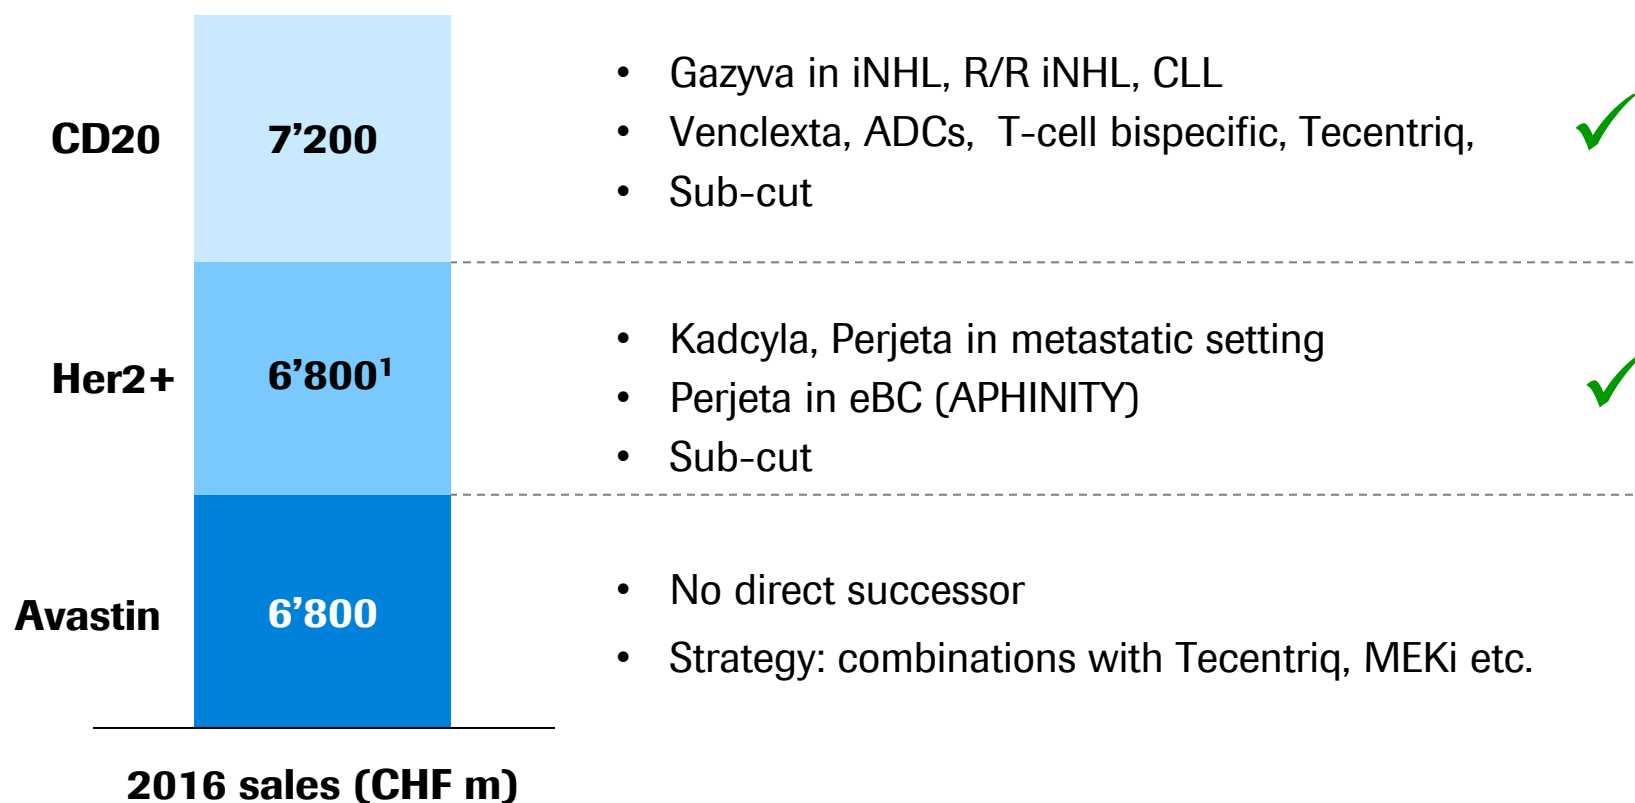 CD20
7’200
• Gazyva in iNHL, R/R iNHL, CLL
• Venclexta, ADCs,  T-cell bispecific, Tecentriq,
• Sub-cut
Her2+
6’800¹
• Kadcyla, Perjeta in metastatic setting
• Perjeta in eBC (APHINITY)
• Sub-cut
Avastin
6’800
• No direct successor
• Strategy: combinations with Tecentriq, MEKi etc.
2016 sales (CHF m)